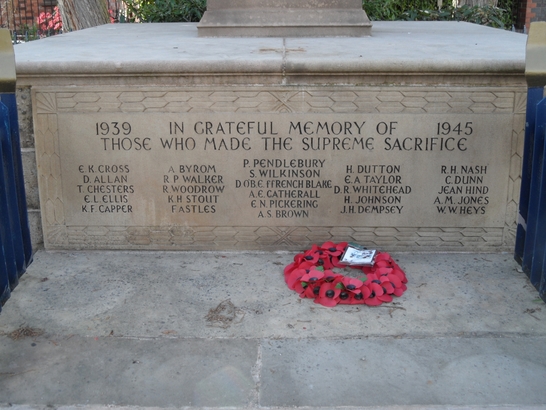 1939 IN GRATEFUL MEMORY OF 1945
THOSE WHO MADE THE SUPREME SACRIFICE
E.K. CROSS
D. ALLAN
T. CHESTERS
E.L. ELLIS
K.F. CAPPER
A. BYROM
R.P. WALKER
R. WOODROW
K.H. STOUT
F. ASTLES
P. PENDLEBURY
S. WILKINSON
D.O.B.E. FFRENCH BLAKE
A.E. CATHERALL
E.N. PICKERING
A.S. BROWN
H. DUTTON
E.A. TAYLOR
D.R. WHITEHEAD
H. JOHNSON
J.H. DEMPSEY
R.H. NASH
C. DUNN
JEAN HIND
A.M. JONES
W.W. HEYS